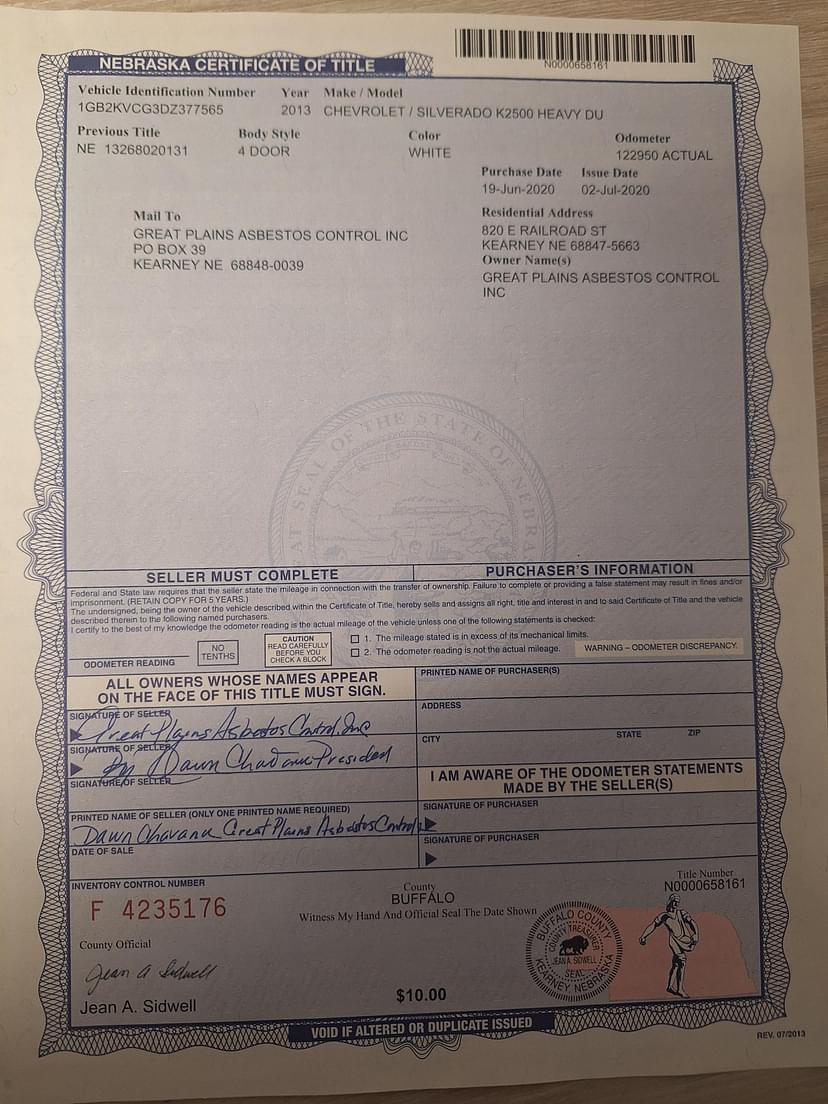 N0000658161
NEBRASKA CERTIFICATE OF TITLE
Vehicle Identification Number Year Make / Model
1GB2KVCG3DZ377565 2013 CHEVROLET / SILVERADO K2500 HEAVY DU
Previous Title Body Style Color Odometer
NE 13268020131 4 DOOR WHITE 122950 ACTUAL
Purchase Date Issue Date
19-Jun-2020 02-Jul-2020
Mail To
GREAT PLAINS ASBESTOS CONTROL INC
PO BOX 39
KEARNEY NE 68848-0039
Residential Address
820 E RAILROAD ST
KEARNEY NE 68847-5663
Owner Name(s)
GREAT PLAINS ASBESTOS CONTROL
INC
SEAL OF THE STATE OF
SELLER MUST COMPLETE PURCHASER'S INFORMATION
Federal and State law requires that the seller state the mileage in connection with the transfer of ownership. Failure to complete or providing a false statement may result in fines and/or
imprisonment. (RETAIN COPY FOR 5 YEARS.)
The undersigned, being the owner of the vehicle described within the Certificate of Title, hereby sells and assigns all right, title and interest in and to said Certificate of Title and the vehicle
described therein to the following named purchasers.
I certify to the best of my knowledge the odometer reading is the actual mileage of the vehicle unless one of the following statements is checked:
ODOMETER READING
NO
TENTHS
CAUTION
READ CAREFULLY
BEFORE YOU
CHECK A BLOCK
1. The mileage stated is in excess of its mechanical limits.
2. The odometer reading is not the actual mileage.
WARNING – ODOMETER DISCREPANCY.
ALL OWNERS WHOSE NAMES APPEAR
ON THE FACE OF THIS TITLE MUST SIGN.
SIGNATURE OF SELLER
Great Plains Asbestos Control, Inc
SIGNATURE OF SELLER
By Dawn President
SIGNATURE OF SELLER
PRINTED NAME OF SELLER (ONLY ONE PRINTED NAME REQUIRED)
Dawn Great Plains Asbestos Control
DATE OF SALE
PRINTED NAME OF PURCHASER(S)
ADDRESS
CITY STATE ZIP
I AM AWARE OF THE ODOMETER STATEMENTS
MADE BY THE SELLER(S)
SIGNATURE OF PURCHASER
SIGNATURE OF PURCHASER
INVENTORY CONTROL NUMBER
F 4235176
County
BUFFALO
Witness My Hand And Official Seal The Date Shown
Title Number
N0000658161
County Official
Jean A Sidwell
Jean A. Sidwell
$10.00
BUFFALO COUNTY
COUNTY TREASURER
JEAN A. SIDWELL
SEAL
KEARNEY, NEBRASKA
VOID IF ALTERED OR DUPLICATE ISSUED
REV. 07/2013